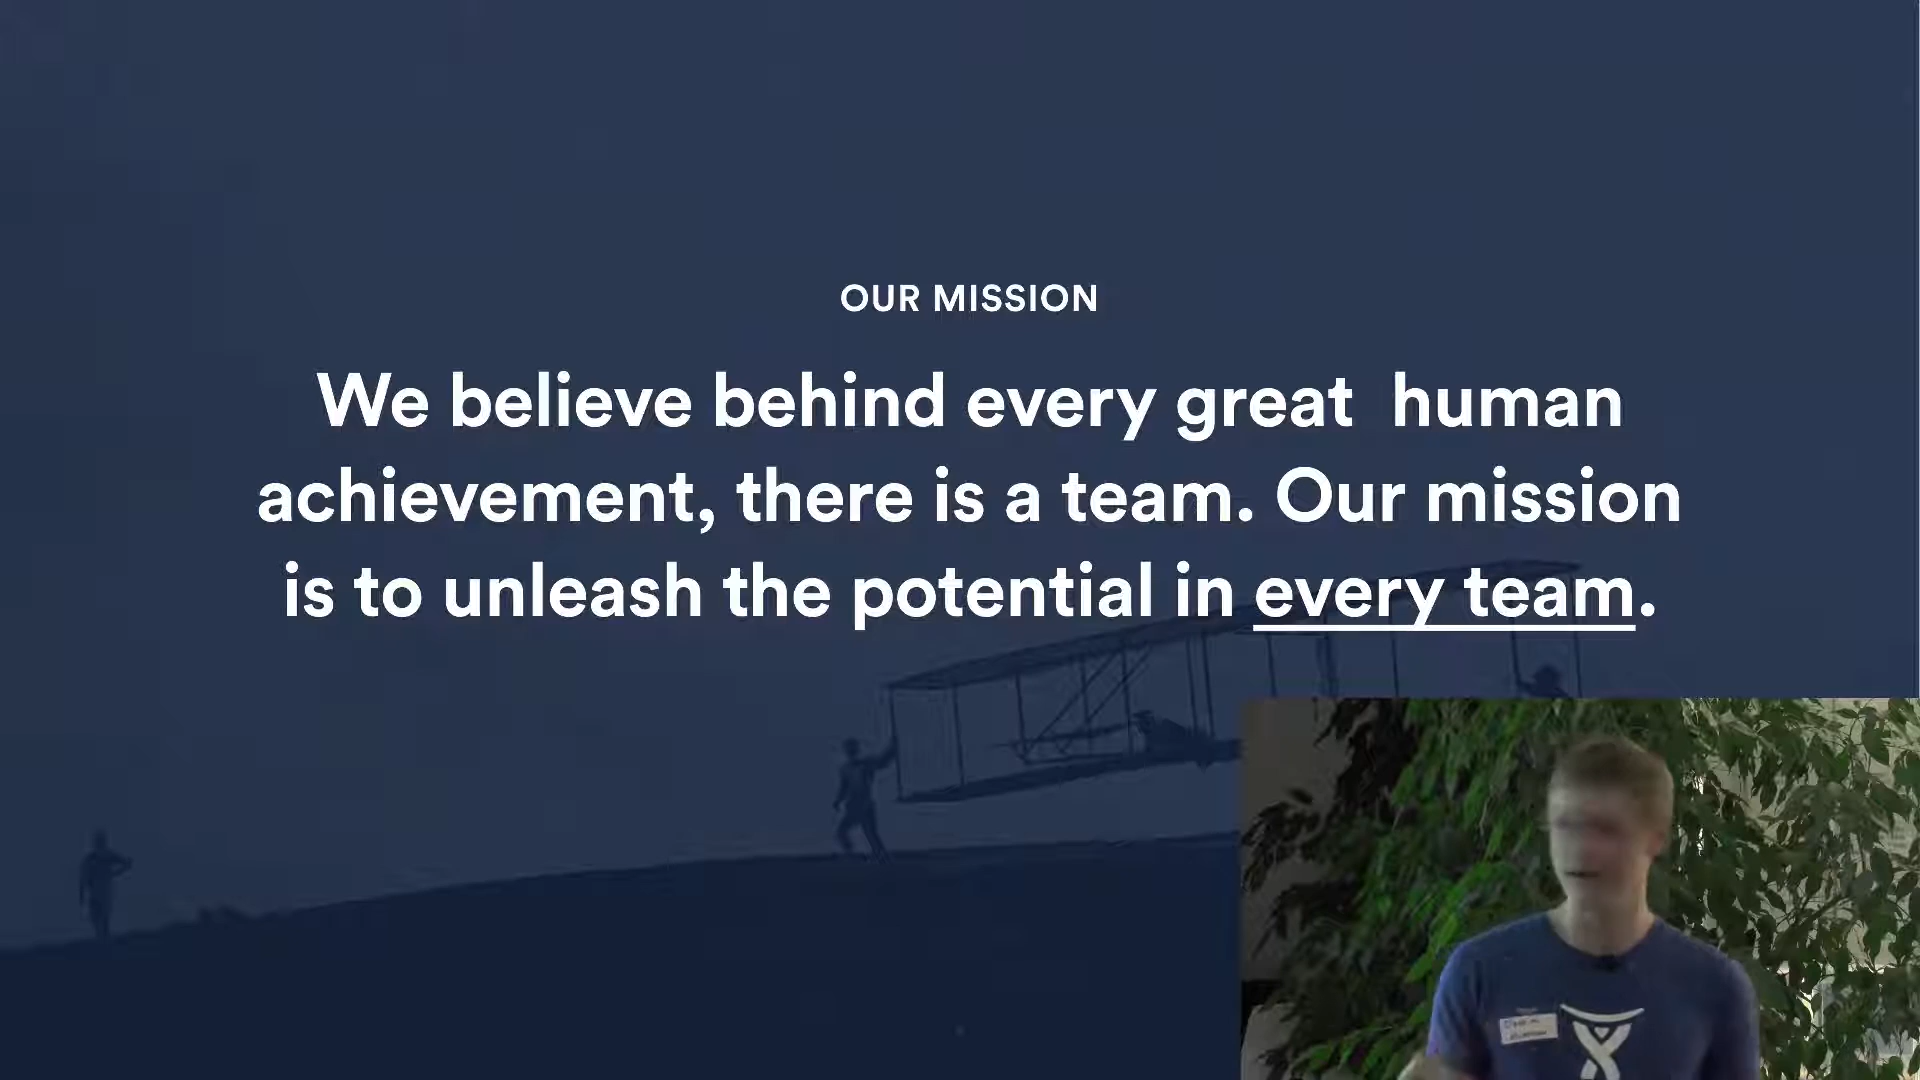 OUR MISSION
We believe behind every great human
achievement, there is a team. Our mission
is to unleash the potential in every team.